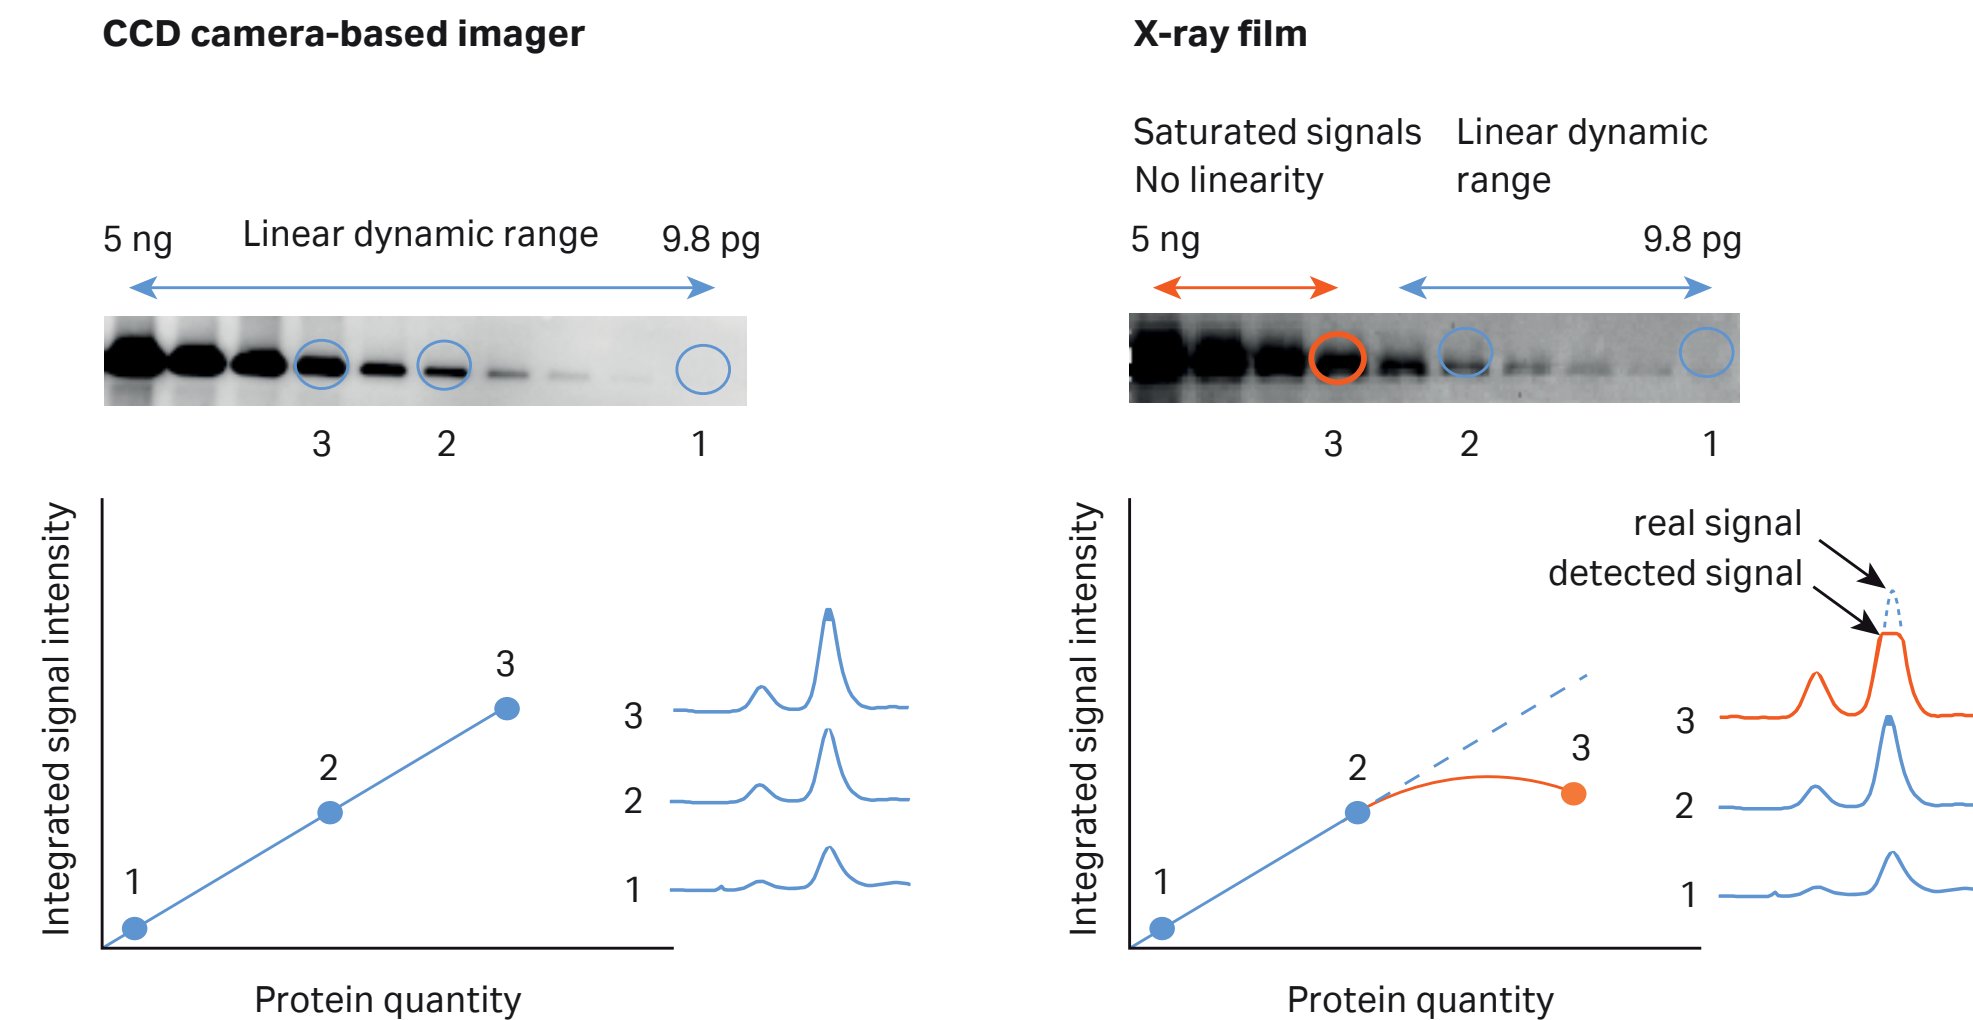 CCD camera-based imager
5 ng
Linear dynamic range
9.8 pg
3
2
1
Integrated signal intensity
1
2
3
3
2
1
Protein quantity
X-ray film
Saturated signals
No linearity
Linear dynamic
range
5 ng
9.8 pg
3
2
1
Integrated signal intensity
real signal
detected signal
1
2
3
3
2
1
Protein quantity